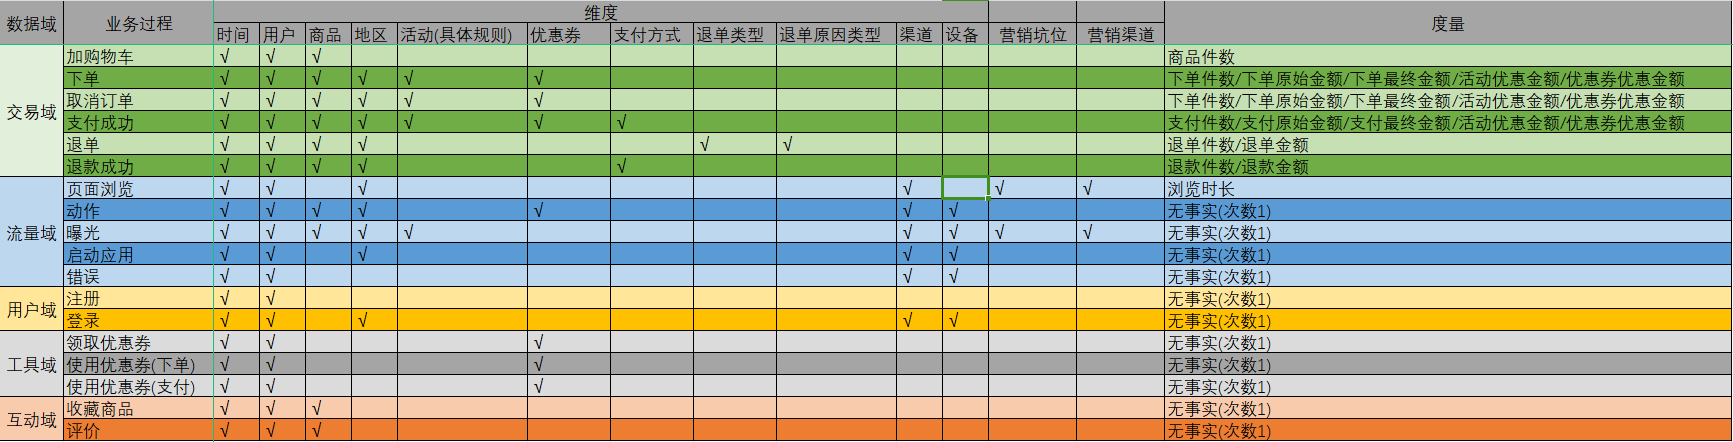 数据域 业务过程 维度 度量
时间 用户 商品 地区 活动(具体规则) 优惠券 支付方式 退单类型 退单原因类型 渠道 设备 营销坑位 营销渠道
交易域
加购物车 √ √ √ 商品件数
下单 √ √ √ √ √ √ 下单件数/下单原始金额/下单最终金额/活动优惠金额/优惠券优惠金额
取消订单 √ √ √ √ √ √ 下单件数/下单原始金额/下单最终金额/活动优惠金额/优惠券优惠金额
支付成功 √ √ √ √ √ √ √ 支付件数/支付原始金额/支付最终金额/活动优惠金额/优惠券优惠金额
退单 √ √ √ √ √ √ 退单件数/退单金额
退款成功 √ √ √ √ √ 退款件数/退款金额
流量域
页面浏览 √ √ √ √ √ √ 浏览时长
动作 √ √ √ √ √ √ √ 无事实(次数1)
曝光 √ √ √ √ √ √ √ √ √ 无事实(次数1)
启动应用 √ √ √ √ √ 无事实(次数1)
错误 √ √ √ √ 无事实(次数1)
用户域
注册 √ √ 无事实(次数1)
登录 √ √ √ √ √ 无事实(次数1)
工具域
领取优惠券 √ √ √ 无事实(次数1)
使用优惠券(下单) √ √ √ 无事实(次数1)
使用优惠券(支付) √ √ √ 无事实(次数1)
互动域
收藏商品 √ √ √ 无事实(次数1)
评价 √ √ √ 无事实(次数1)